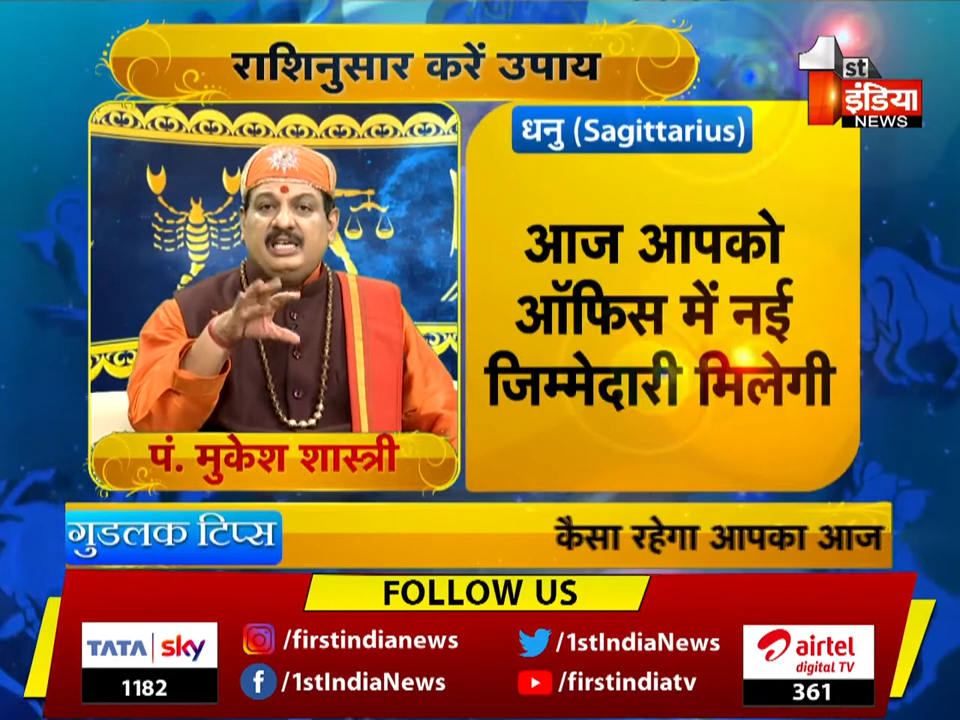 राशिनुसार करें उपाय
1st
इंडिया
NEWS
धनु (Sagittarius)
आज आपको
ऑफिस में नई
जिम्मेदारी मिलेगी
पं. मुकेश शास्त्री
गुडलक टिप्स
कैसा रहेगा आपका आज
FOLLOW US
TATA sky
1182
/firstindianews
/1stIndiaNews
/1stIndiaNews
/firstindiatv
airtel
digital TV
361